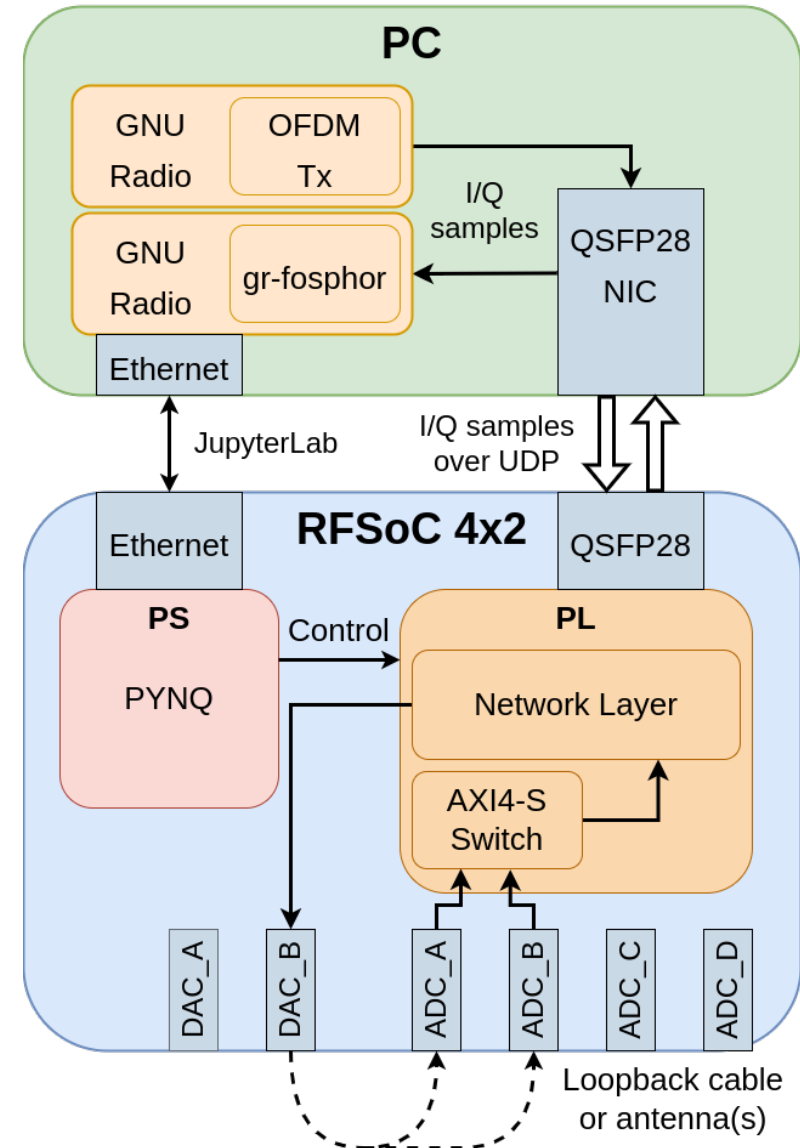 PC
GNU
Radio
OFDM
Tx
I/Q
samples
QSFP28
NIC
GNU
Radio
gr-fosphor
Ethernet
JupyterLab
I/Q samples
over UDP
RFSoC 4x2
Ethernet
QSFP28
PS
PYNQ
Control
PL
Network Layer
AXI4-S
Switch
DAC_A
DAC_B
ADC_A
ADC_B
ADC_C
ADC_D
Loopback cable
or antenna(s)